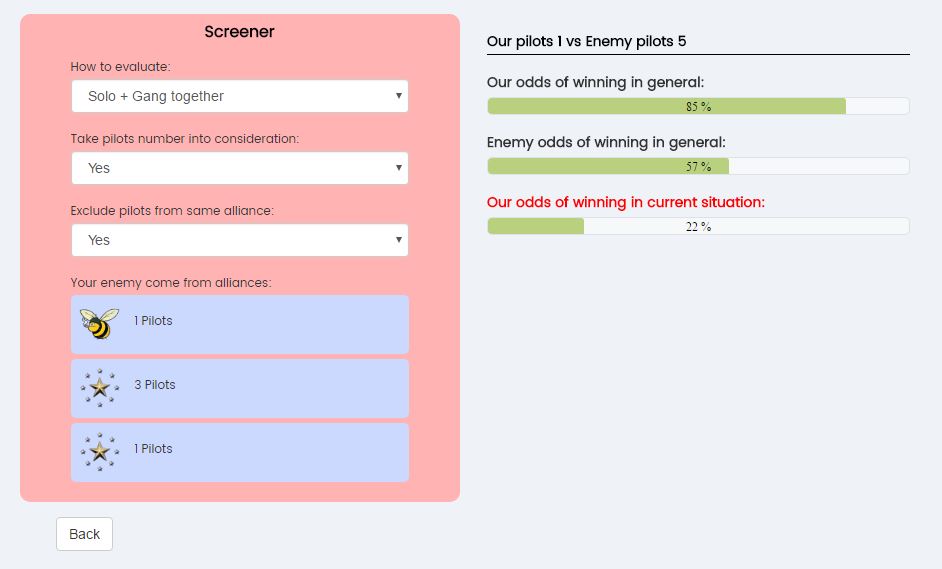 Screener
How to evaluate:
Solo + Gang together
Take pilots number into consideration:
Yes
Exclude pilots from same alliance:
Yes
Your enemy come from alliances:
1 Pilots
3 Pilots
1 Pilots
Back
Our pilots 1 vs Enemy pilots 5
Our odds of winning in general:
85 %
Enemy odds of winning in general:
57 %
Our odds of winning in current situation:
22 %